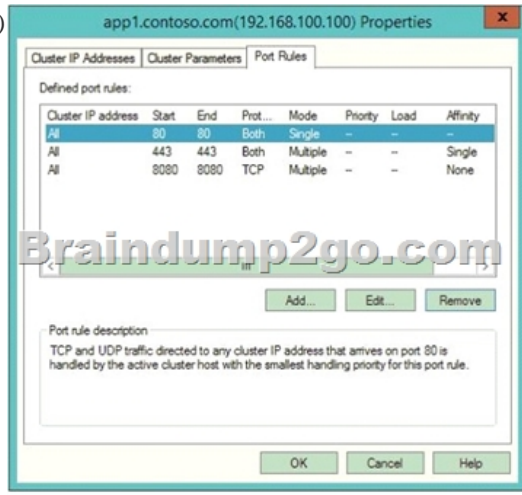 )
app1.contoso.com(192.168.100.100) Properties
x
Cluster IP Addresses Cluster Parameters Port Rules
Defined port rules:
Cluster IP address Start End Prot... Mode Priority Load Affinity
All 80 80 Both Single -- -- --
All 443 443 Both Multiple -- -- Single
All 8080 8080 TCP Multiple -- -- None
Braindump2go.com
Add... Edit... Remove
Port rule description
TCP and UDP traffic directed to any cluster IP address that arrives on port 80 is
handled by the active cluster host with the smallest handling priority for this port rule.
OK Cancel Help